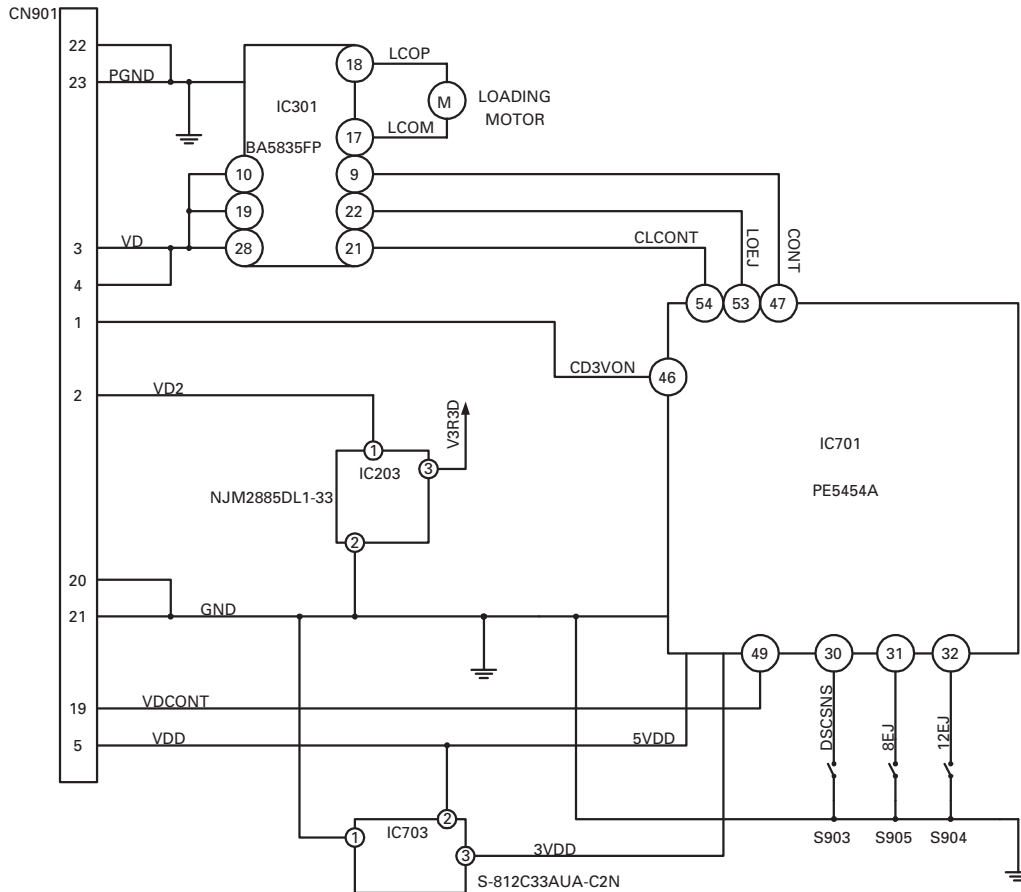 CN901
22
23
PGND
IC301
BA5835FP
18
LCOP
M
LOADING
MOTOR
17
LCOM
10
9
19
22
3
VD
28
21
CLCONT
LOEJ
CONT
4
54
53
47
1
CD3VON
46
2
VD2
V3R3D
1
IC203
3
NJM2885DL1-33
2
IC701
PE5454A
20
21
GND
49
30
31
32
19
VDCONT
DSCSNS
8EJ
12EJ
5
VDD
5VDD
2
1
IC703
3
3VDD
S903
S905
S904
S-812C33AUA-C2N